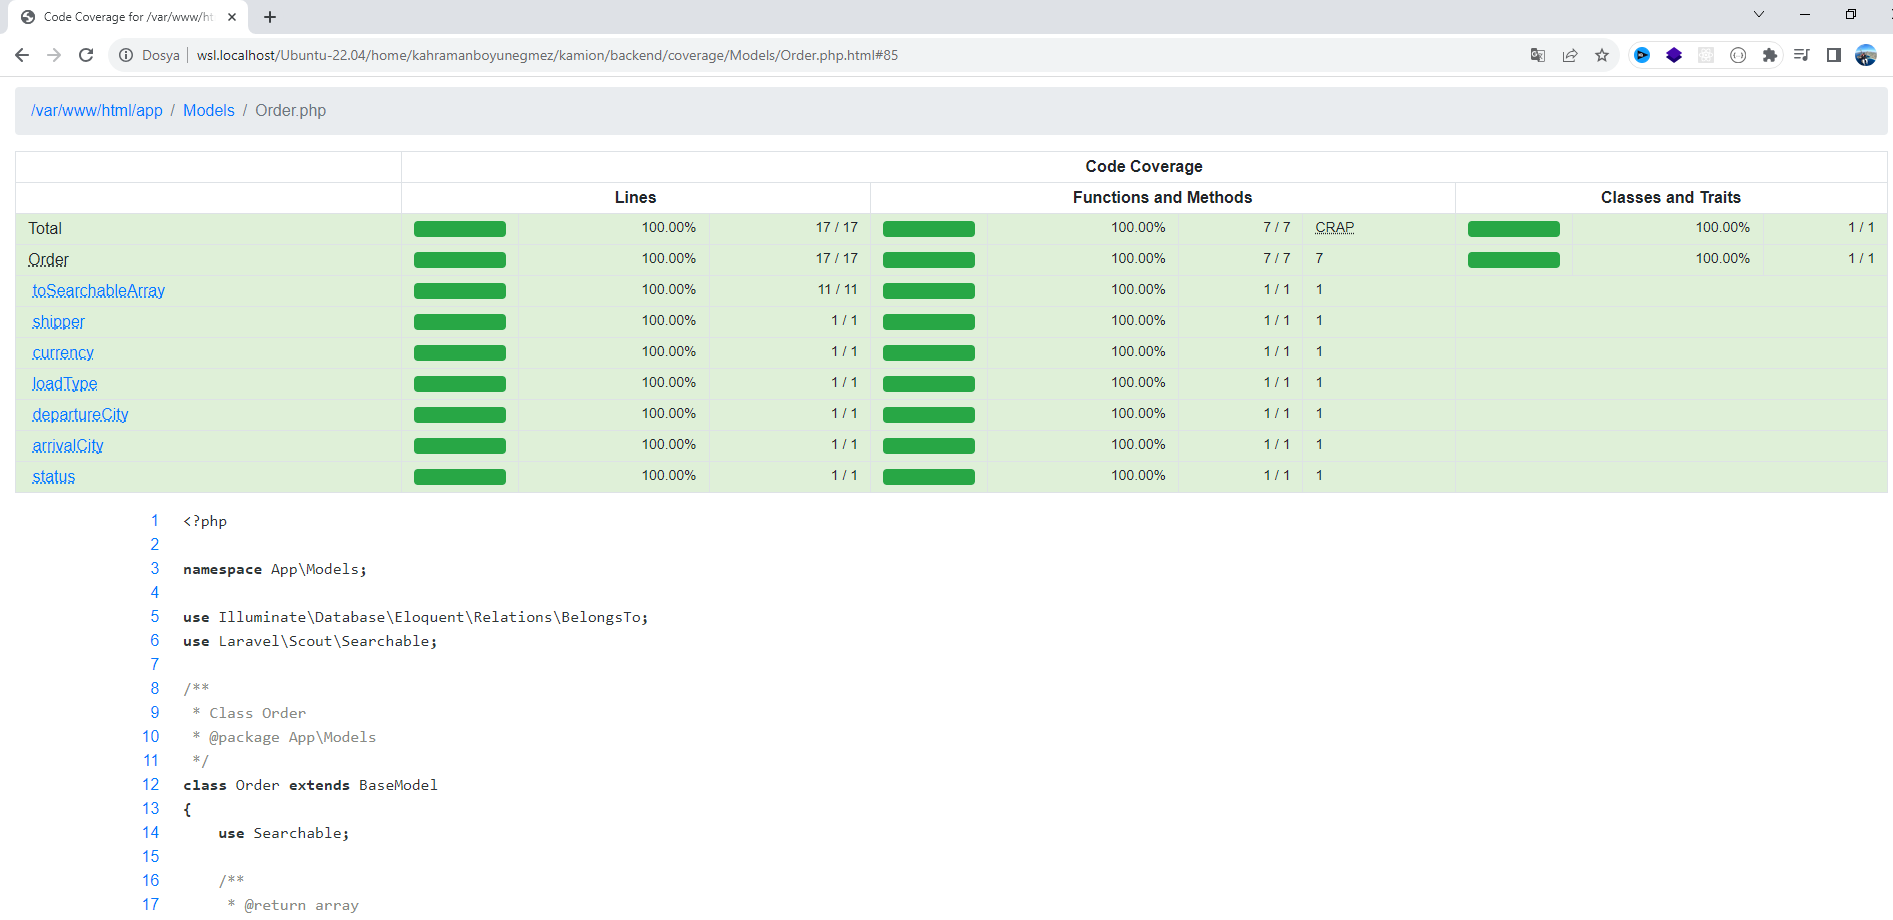 Code Coverage for /var/www/ht
Dosya wsl.localhost/Ubuntu-22.04/home/kahramanboyunegmez/kamion/backend/coverage/Models/Order.php.html#85
/var/www/html/app / Models / Order.php
Code Coverage
Lines Functions and Methods Classes and Traits
Total 100.00% 17 / 17 100.00% 7 / 7 CRAP 100.00% 1 / 1
Order 100.00% 17 / 17 100.00% 7 / 7 7 100.00% 1 / 1
toSearchableArray 100.00% 11 / 11 100.00% 1 / 1 1
shipper 100.00% 1 / 1 100.00% 1 / 1 1
currency 100.00% 1 / 1 100.00% 1 / 1 1
loadType 100.00% 1 / 1 100.00% 1 / 1 1
departureCity 100.00% 1 / 1 100.00% 1 / 1 1
arrivalCity 100.00% 1 / 1 100.00% 1 / 1 1
status 100.00% 1 / 1 100.00% 1 / 1 1
1 <?php
2
3 namespace App\Models;
4
5 use Illuminate\Database\Eloquent\Relations\BelongsTo;
6 use Laravel\Scout\Searchable;
7
8 /**
9 * Class Order
10 * @package App\Models
11 */
12 class Order extends BaseModel
13 {
14 use Searchable;
15
16 /**
17 * @return array